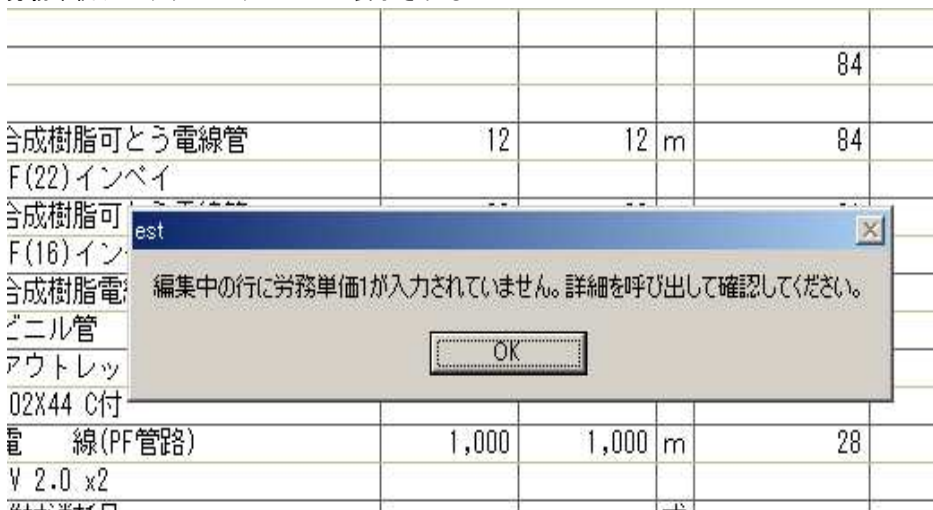 84
合成樹脂可とう電線管 12 12 m 84
F(22)インペイ
合成樹脂可
F(16)イン
est
合成樹脂電
編集中の行に労務単価1が入力されていません。詳細を呼び出して確認してください。
ビニル管
OK
アウトレッ
02X44 C付
電 線(PF管路) 1,000 1,000 m 28
V 2.0 x2